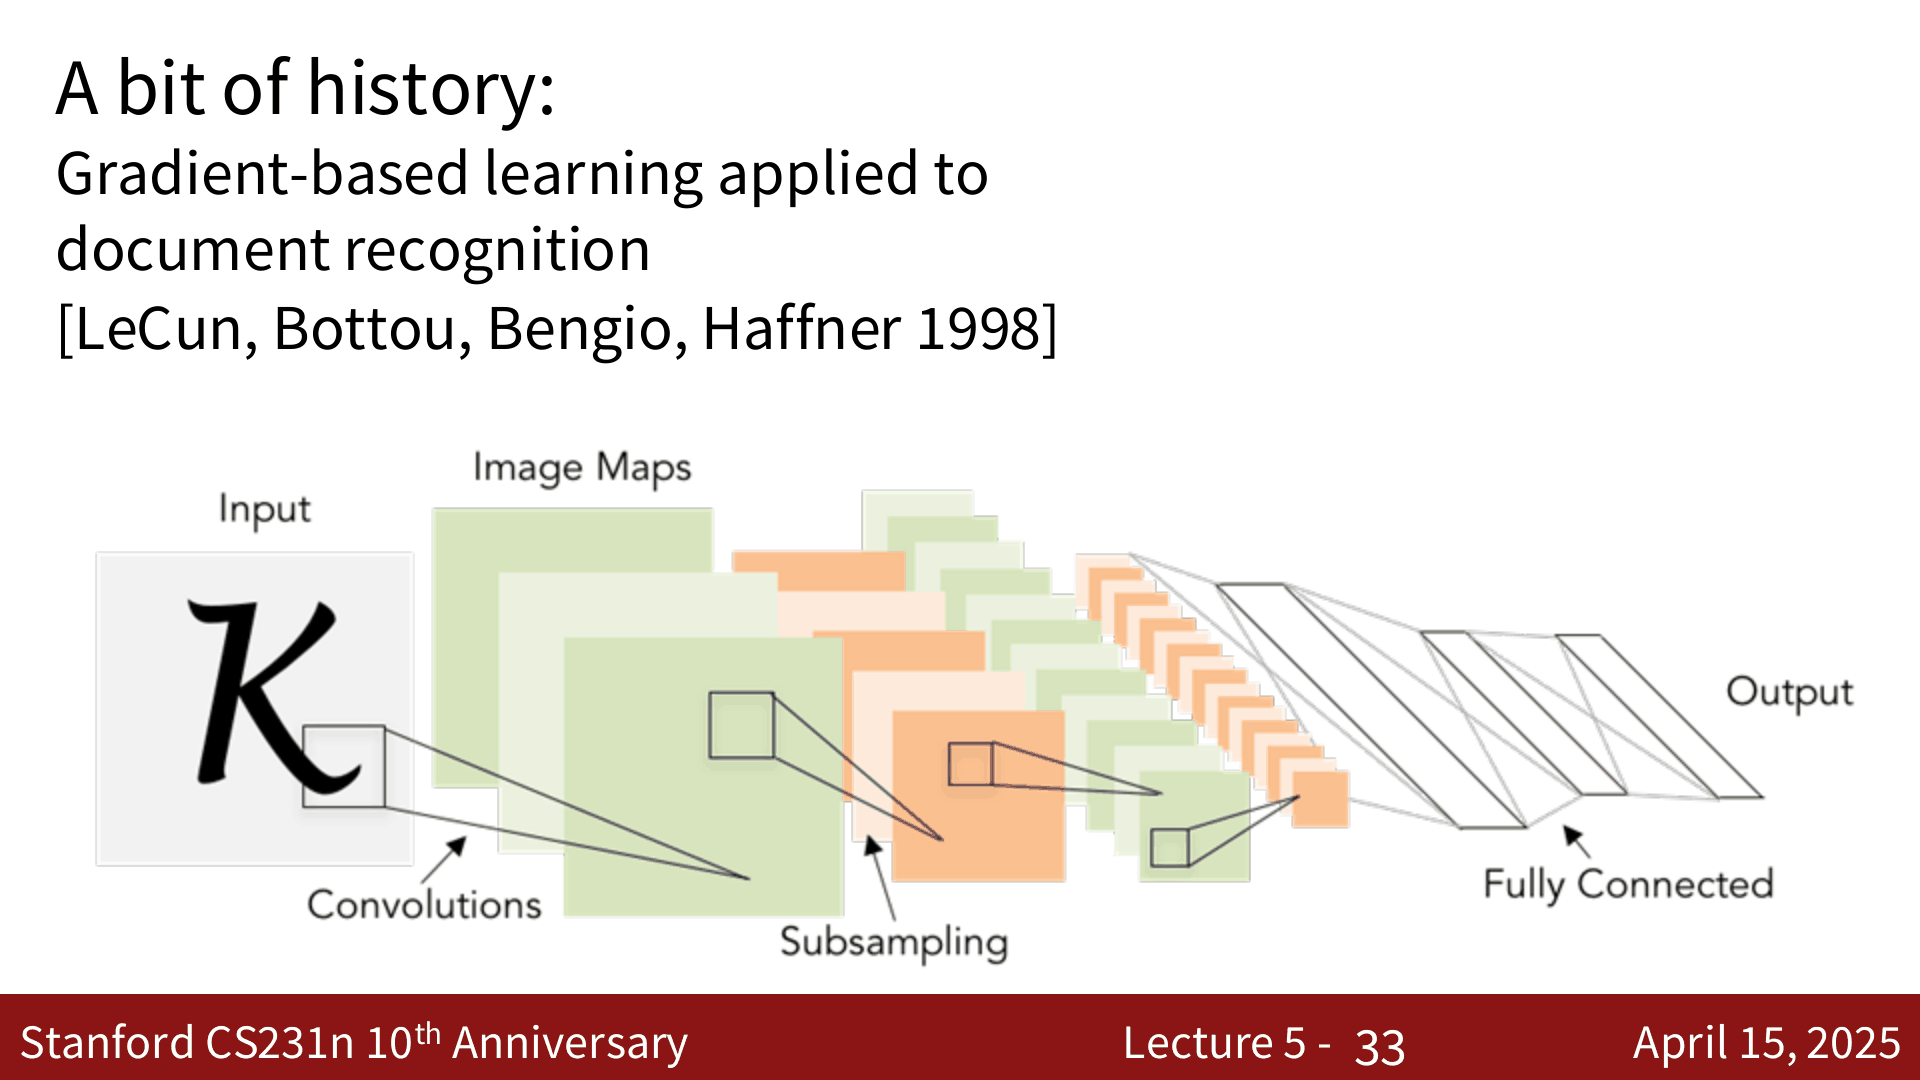 A bit of history:
Gradient-based learning applied to
document recognition
[LeCun, Bottou, Bengio, Haffner 1998]
Image Maps
Input
K
Output
Convolutions
Fully Connected
Subsampling
Stanford CS231n 10th Anniversary
Lecture 5 - 33
April 15, 2025